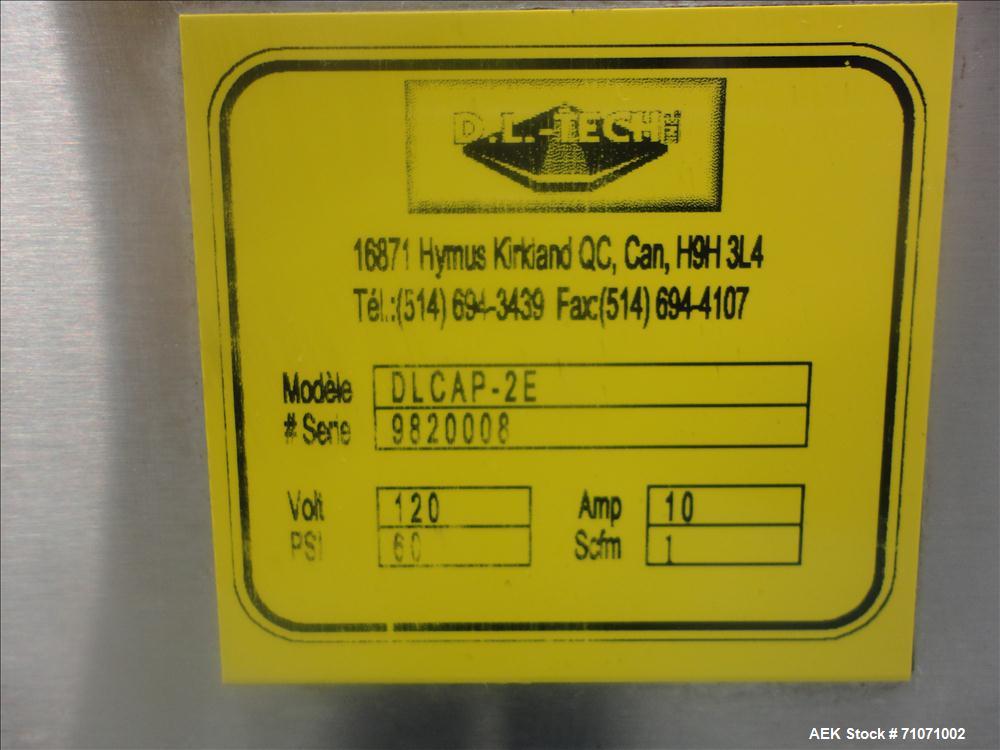 D.L.-TECH INC
16871 Hymus Kirkland QC, Can, H9H 3L4
Tél.:(514) 694-3439 Fax:(514) 694-4107
Modèle DLCAP-2E
# Serie 9820008
Volt 120 Amp 10
PSI 60 Scfm 1
AEK Stock # 71071002